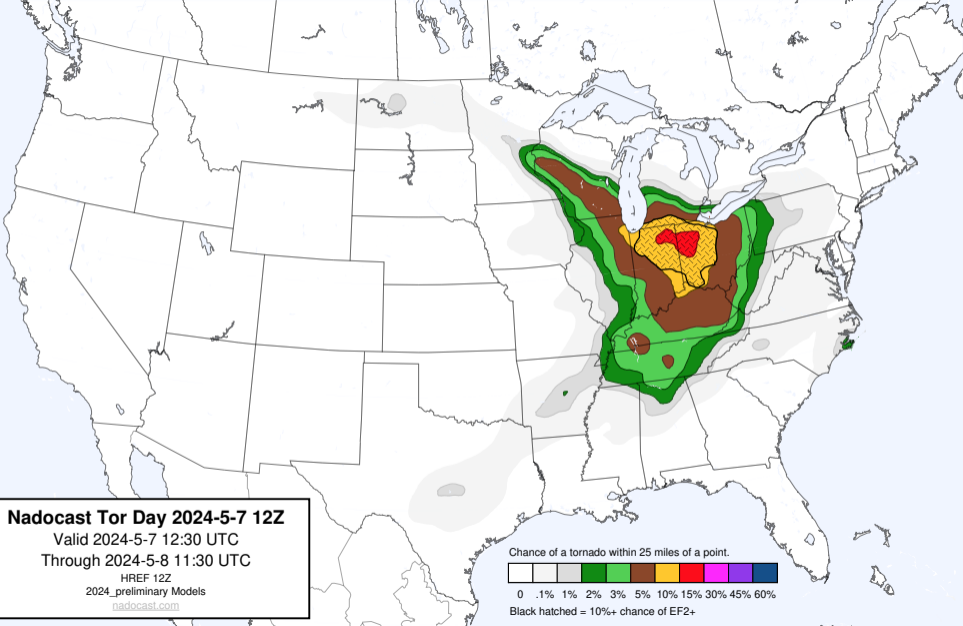 Nadocast Tor Day 2024-5-7 12Z
Valid 2024-5-7 12:30 UTC
Through 2024-5-8 11:30 UTC
HREF 12Z
2024_preliminary Models
nadocast.com
Chance of a tornado within 25 miles of a point.
0 .1% 1% 2% 3% 5% 10% 15% 30% 45% 60%
Black hatched = 10%+ chance of EF2+